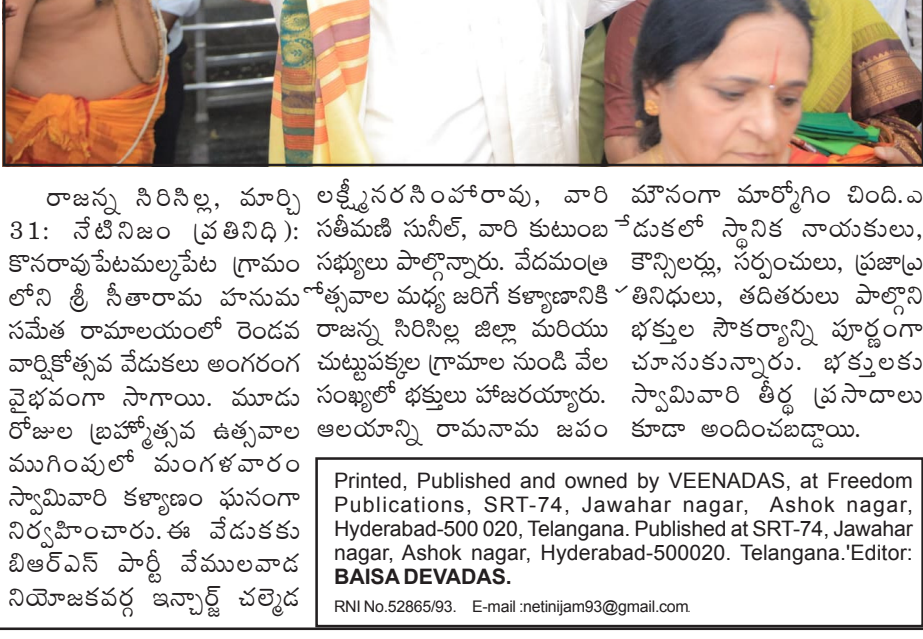 రాజన్న సిరిసిల్ల, మార్చి
31: నేటినిజం (ప్రతినిధి):
కొనరావుపేటమల్కపేట గ్రామం
లోని శ్రీ సీతారామ హనుమ
సమేత రామాలయంలో రెండవ
వార్షికోత్సవ వేడుకలు అంగరంగ
వైభవంగా సాగాయి. మూడు
రోజుల బ్రహ్మోత్సవ ఉత్సవాల
ముగింపులో మంగళవారం
స్వామివారి కళ్యాణం ఘనంగా
నిర్వహించారు.ఈ వేడుకకు
బిఆర్ఎన్ పార్టీ వేములవాడ
నియోజకవర్గ ఇన్చార్జ్ చల్మెడ
లక్ష్మీనరసింహారావు, వారి
సతీమణి సునీల్, వారి కుటుంబ
సభ్యులు పాల్గొన్నారు. వేదమంత్ర
ోత్సవాల మధ్య జరిగే కళ్యాణానికి
రాజన్న సిరిసిల్ల జిల్లా మరియు
చుట్టుపక్కల గ్రామాల నుండి వేల
సంఖ్యలో భక్తులు హాజరయ్యారు.
ఆలయాన్ని రామనామ జపం
మౌనంగా మార్మోగిం చింది.ఎ
ేడుకలో స్థానిక నాయకులు,
కౌన్సిలర్లు, సర్పంచులు, ప్రజాప్ర
తినిధులు, తదితరులు పాల్గొని
భక్తుల సౌకర్యాన్ని పూర్ణంగా
చూసుకున్నారు. భక్తులకు
స్వామివారి తీర్థ ప్రసాదాలు
కూడా అందించబడ్డాయి.
Printed, Published and owned by VEENADAS, at Freedom
Publications, SRT-74, Jawahar nagar, Ashok nagar,
Hyderabad-500 020, Telangana. Published at SRT-74, Jawahar
nagar, Ashok nagar, Hyderabad-500020. Telangana.'Editor:
BAISA DEVADAS.
RNI No.52865/93. E-mail :netinijam93@gmail.com